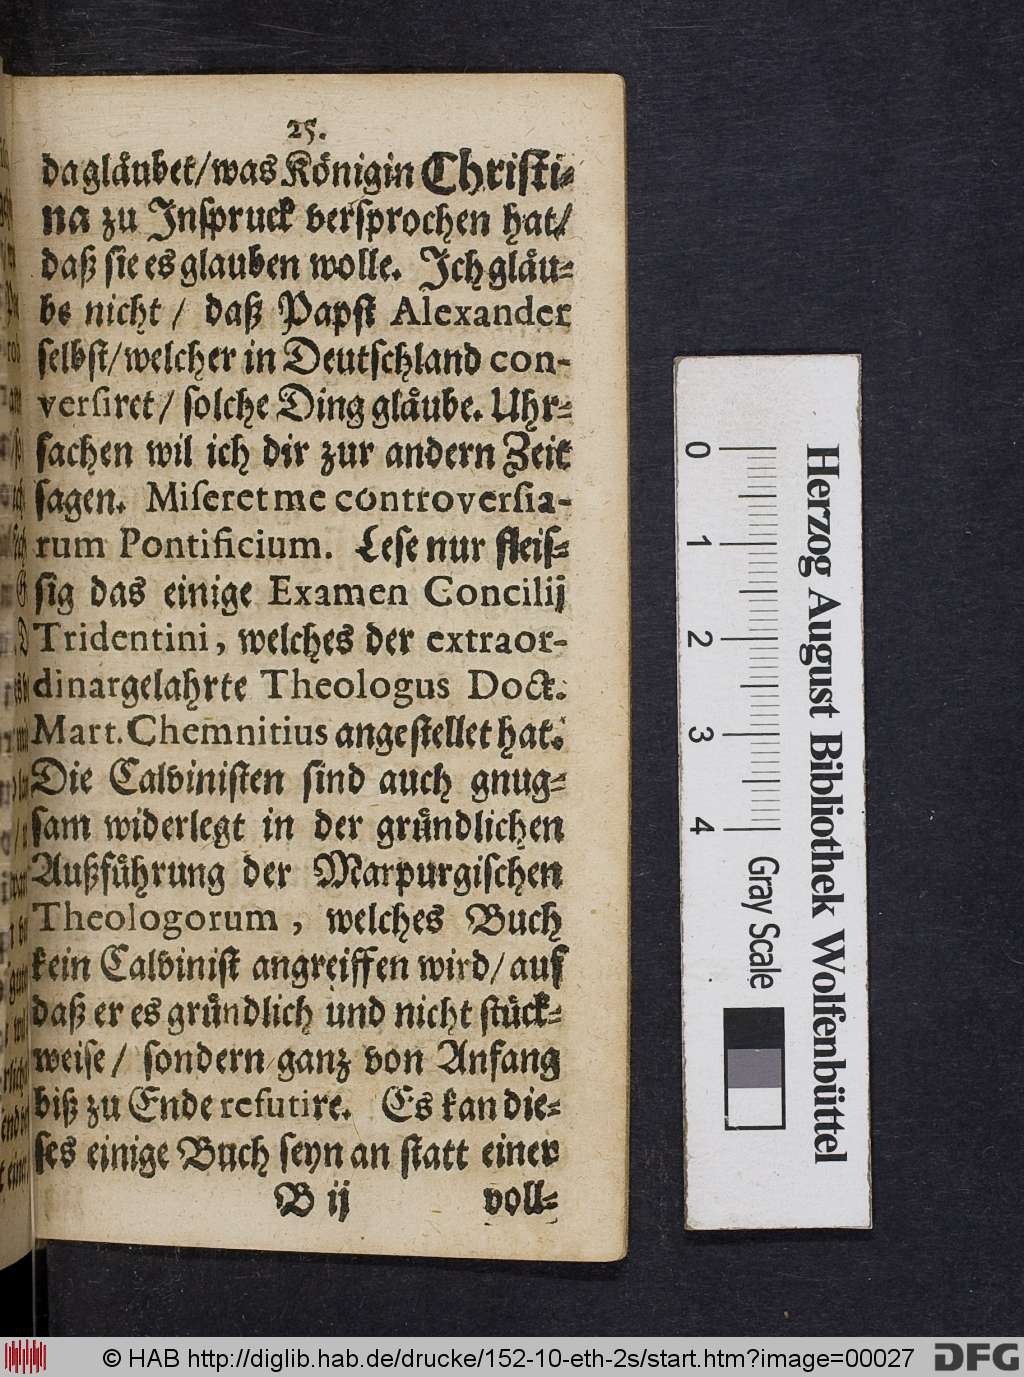 25.
da glåubet/was Königin Christi⸗
na zu Inspruck versprochen hat/
daß sie es glauben wolle. Ich glåu⸗
be nicht / daß Papst Alexander
selbst/welcher in Deutschland con-
versiret / solche Ding glåube. Uhr⸗
sachen wil ich dir zur andern Zeit
sagen. Miseret me controversia-
rum Pontificium. Lese nur fleis⸗
sig das einige Examen Concilij
Tridentini, welches der extraor-
dinargelahrte Theologus Doct.
Mart. Chemnitius angestellet hat.
Die Calvinisten sind auch gnug⸗
sam widerlegt in der gründlichen
Außführung der Marpurgischen
Theologorum, welches Buch
kein Calvinist angreiffen wird/ auf
daß er es gründlich und nicht stück⸗
weise / sondern ganz von Anfang
biß zu Ende refutire. Es kan die⸗
ses einige Buch seyn an statt einer
B ij voll⸗
Herzog August Bibliothek Wolfenbüttel
0 1 2 3 4
Gray Scale
© HAB http://diglib.hab.de/drucke/152-10-eth-2s/start.htm?image=00027
DFG